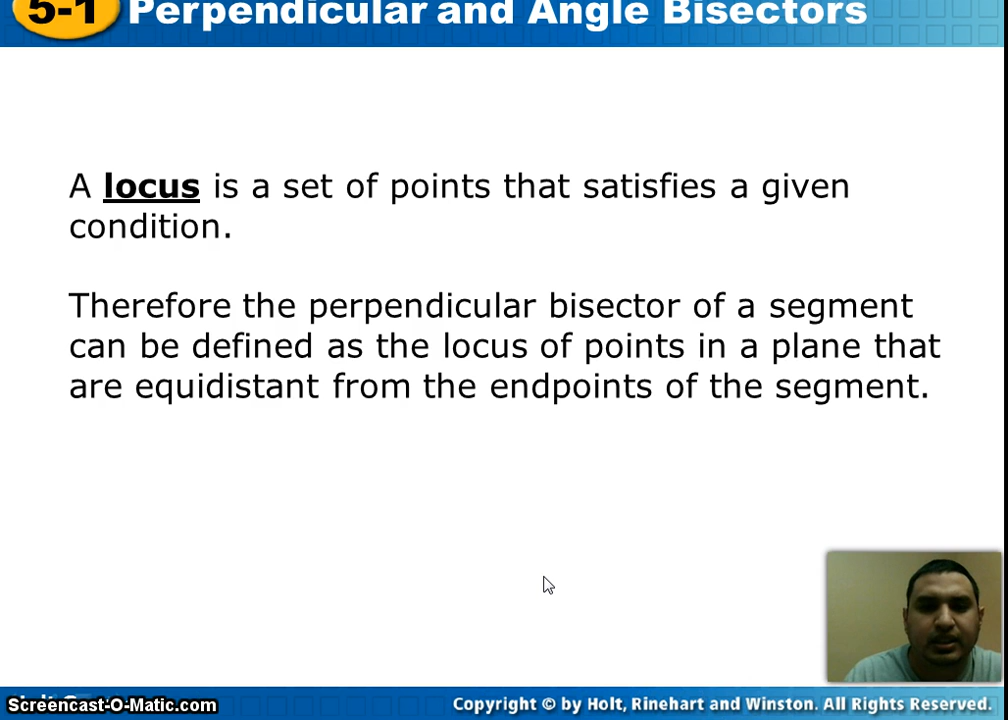 5-1 Perpendicular and Angle Bisectors
A locus is a set of points that satisfies a given
condition.
Therefore the perpendicular bisector of a segment
can be defined as the locus of points in a plane that
are equidistant from the endpoints of the segment.
Screencast-O-Matic.com
Copyright © by Holt, Rinehart and Winston. All Rights Reserved.